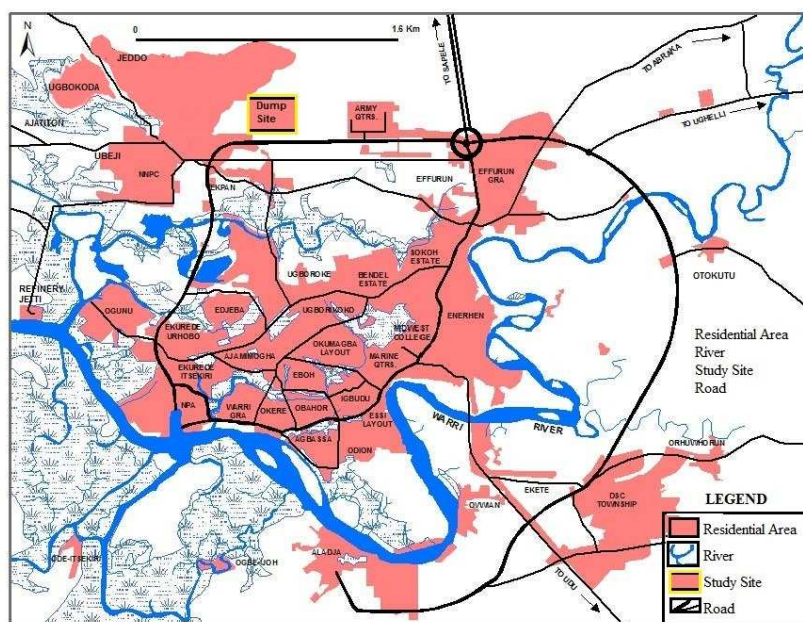 N
0
1.6 Km
JEDDO
UGBOKODA
AJATITON
Dump
Site
ARMY
QTRS.
TO SAPELE
TO ABRAKA
TO UGHELLI
UBEJI
NNPC
EKPAN
EFFURUN
EFFURUN
GRA
SOKOH
ESTATE
UGBOROKE
BENDEL
ESTATE
OTOKUTU
REFINERY
JETTI
OGUNU
EDJEBA
EKUREDE
URHOBO
UGBORIKOKO
ENERHEN
MIDWEST
COLLEGE
OKUMAGBA
LAYOUT
AJAMIMOGHA
MARINE
QTRS.
EKUREDE
ITSEKIRI
EBOH
IGBUDU
NPA
WARRI
GRA
OKERE
OBAHOR
ESSI
LAYOUT
AGBASSA
ODION
WARRI
RIVER
Residential Area
River
Study Site
Road
ORHUWHORUN
EKETE
DSC
TOWNSHIP
OVWIAN
ALADJA
OGBE-IJOH
ODE-ITSEKIRI
TO UDU
LEGEND
Residential Area
River
Study Site
Road